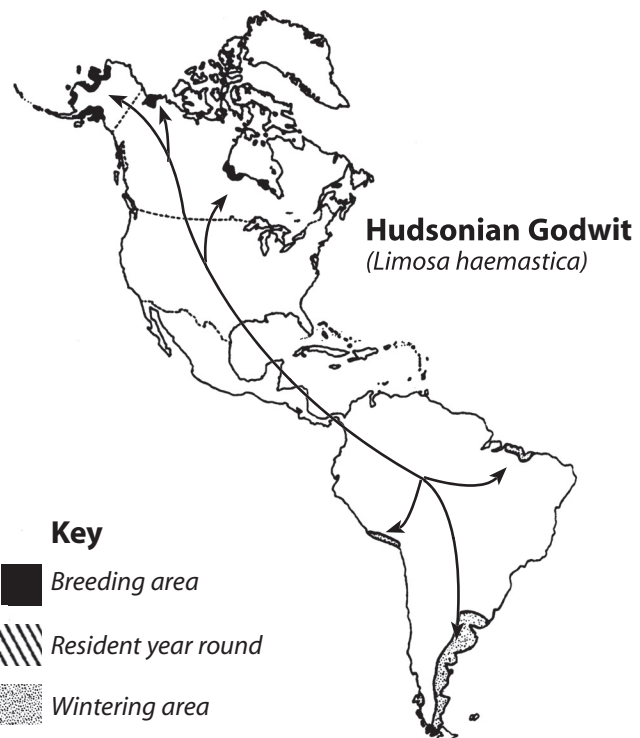 Hudsonian Godwit
(Limosa haemastica)
Key
Breeding area
Resident year round
Wintering area